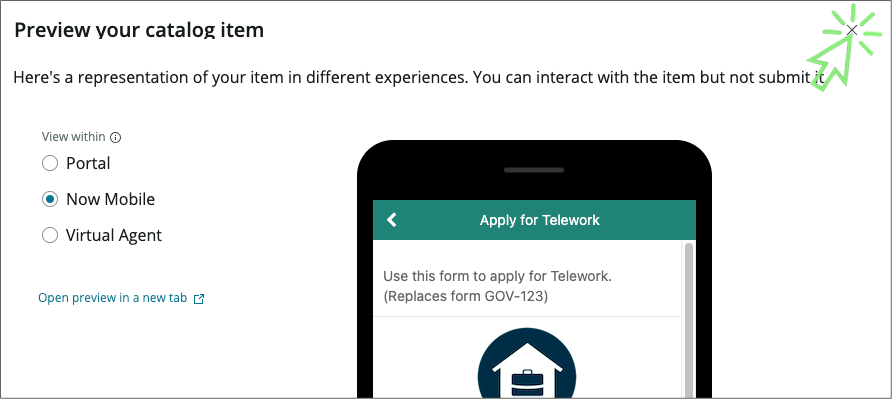 Preview your catalog item
Here's a representation of your item in different experiences. You can interact with the item but not submit it
View within
Portal
Now Mobile
Virtual Agent
Open preview in a new tab
Apply for Telework
Use this form to apply for Telework.
(Replaces form GOV-123)